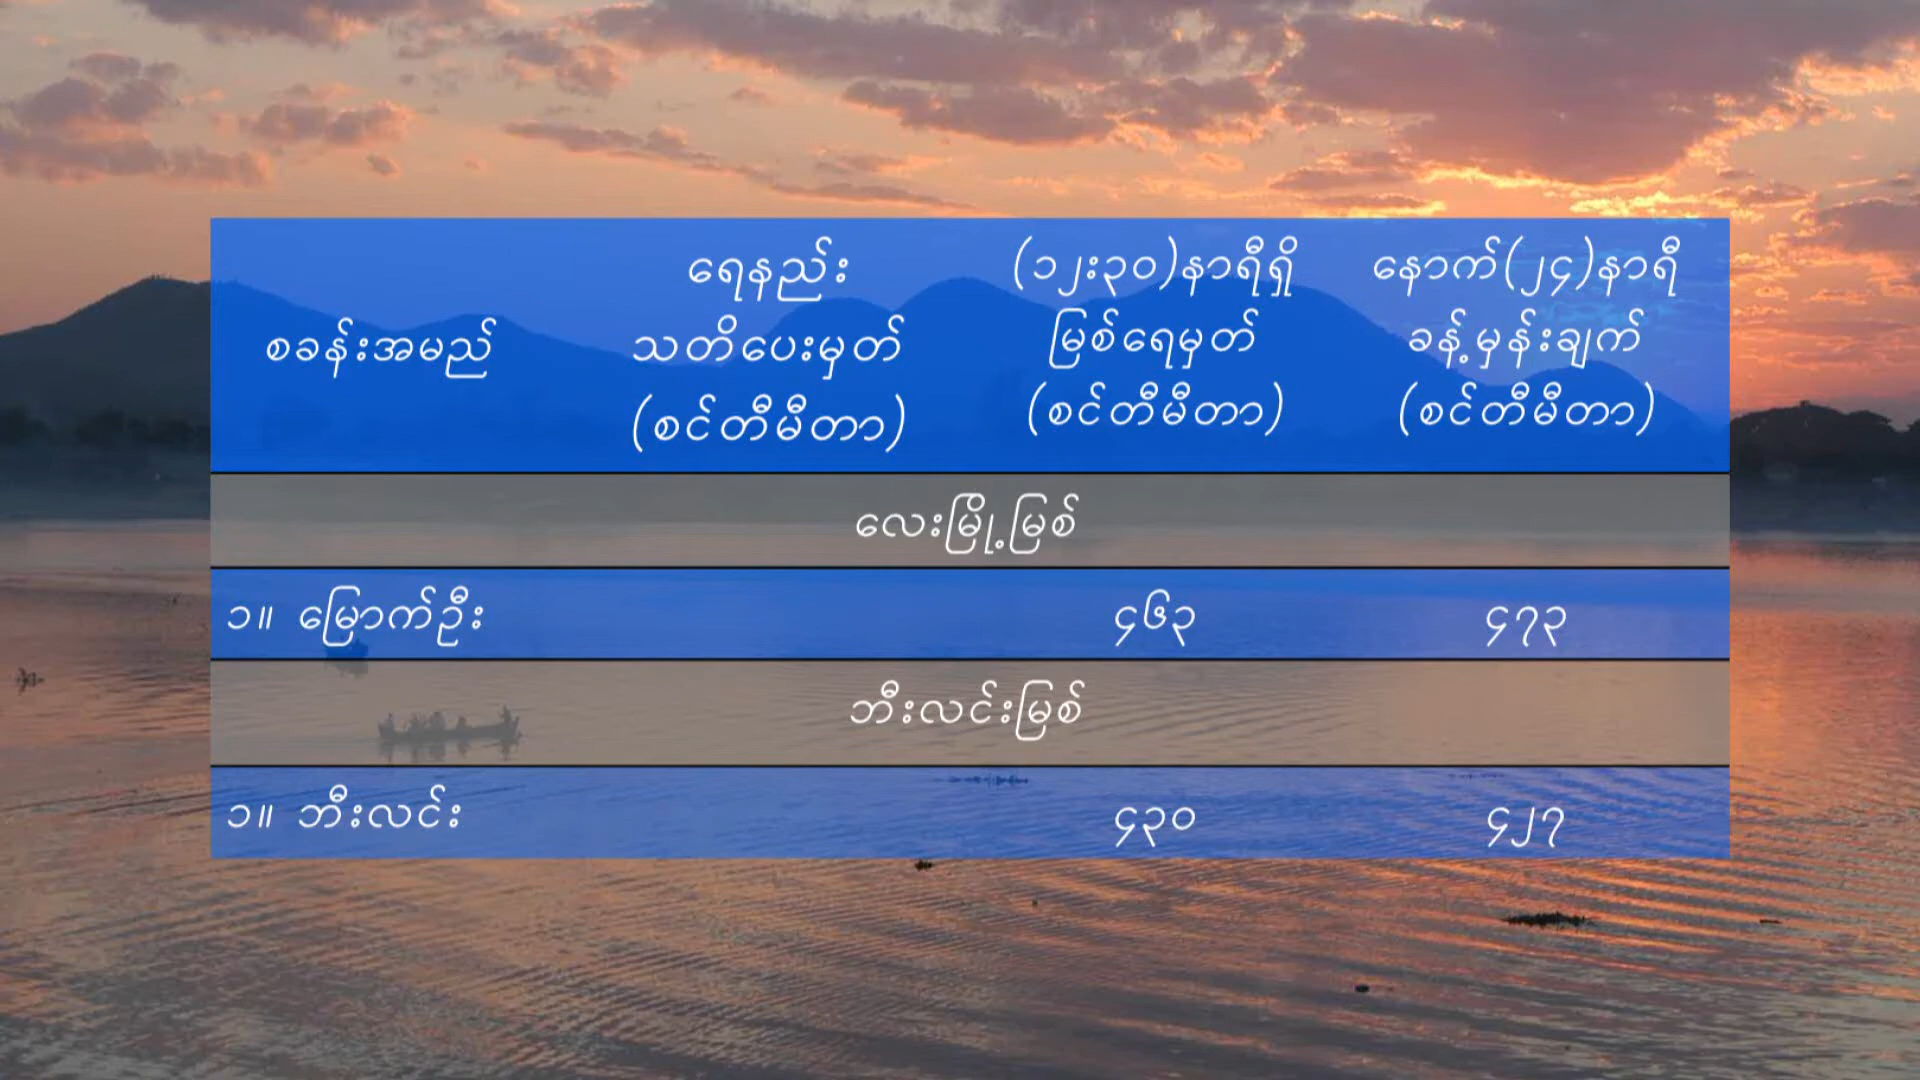 စခန်းအမည်
ရေနည်း
သတိပေးမှတ်
(စင်တီမီတာ)
(၁၂း၃၀)နာရီရှိ
မြစ်ရေမှတ်
(စင်တီမီတာ)
နောက်(၂၄)နာရီ
ခန့်မှန်းချက်
(စင်တီမီတာ)
လေးမြို့မြစ်
၁။ မြောက်ဦး ၄၆၃ ၄၇၃
ဘီးလင်းမြစ်
၁။ ဘီးလင်း ၄၃၀ ၄၂၇